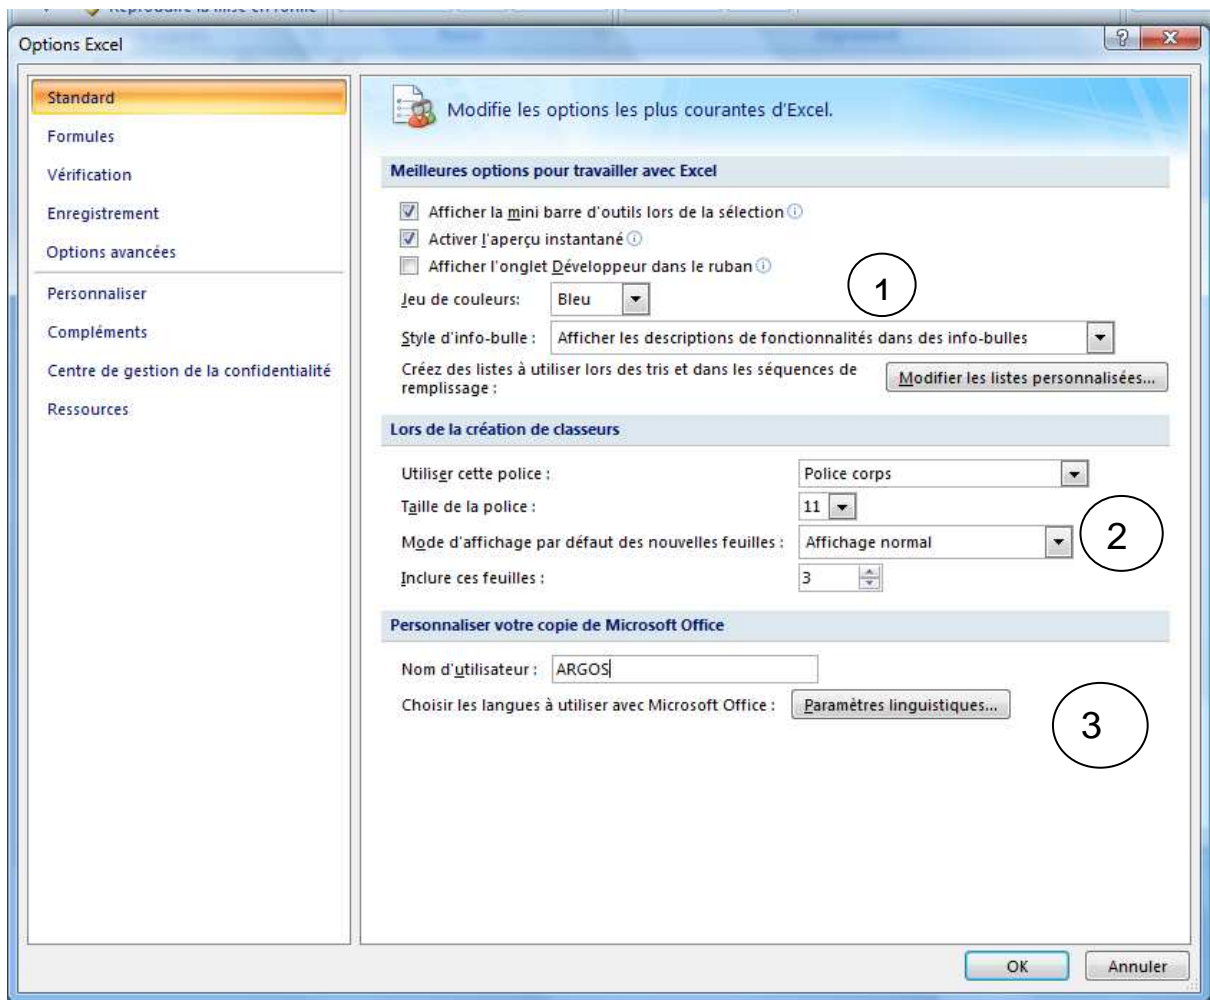 Reproduire la mise en forme
Options Excel
Standard
Formules
Vérification
Enregistrement
Options avancées
Personnaliser
Compléments
Centre de gestion de la confidentialité
Ressources
Modifie les options les plus courantes d'Excel.
Meilleures options pour travailler avec Excel
Afficher la mini barre d'outils lors de la sélection
Activer l'aperçu instantané
Afficher l'onglet Développeur dans le ruban
1
Jeu de couleurs: Bleu
Style d'info-bulle : Afficher les descriptions de fonctionnalités dans des info-bulles
Créez des listes à utiliser lors des tris et dans les séquences de
remplissage :
Modifier les listes personnalisées...
Lors de la création de classeurs
Utiliser cette police : Police corps
Taille de la police : 11
Mode d'affichage par défaut des nouvelles feuilles : Affichage normal
2
Inclure ces feuilles : 3
Personnaliser votre copie de Microsoft Office
Nom d'utilisateur : ARGOS
Choisir les langues à utiliser avec Microsoft Office : Paramètres linguistiques...
3
OK Annuler